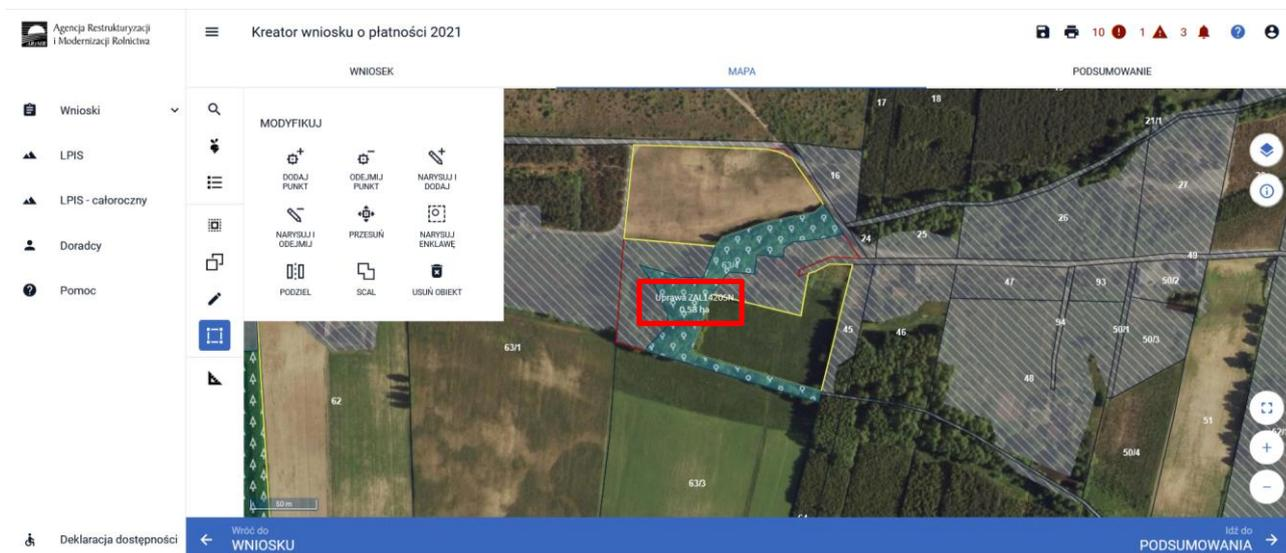 Agencja Restrukturyzacji
i Modernizacji Rolnictwa
Kreator wniosku o płatności 2021
10
1
3
WNIOSEK
MAPA
PODSUMOWANIE
Wnioski
LPIS
LPIS - całoroczny
Doradcy
Pomoc
MODYFIKUJ
DODAJ
PUNKT
ODEJMIJ
PUNKT
NARYSUJ I
DODAJ
NARYSUJ I
ODEJMIJ
PRZESUŃ
NARYSUJ
ENKLAWĘ
PODZIEL
SCAL
USUŃ OBIEKT
17
18
21/1
16
27
26
24
25
49
63/4
47
93
50/2
Uprawa ZAL1420SN
0,58 ha
45
46
94
50/1
50/3
63/1
48
62
51
50/4
63/3
50 m
Deklaracja dostępności
Wróć do
WNIOSKU
Idź do
PODSUMOWANIA